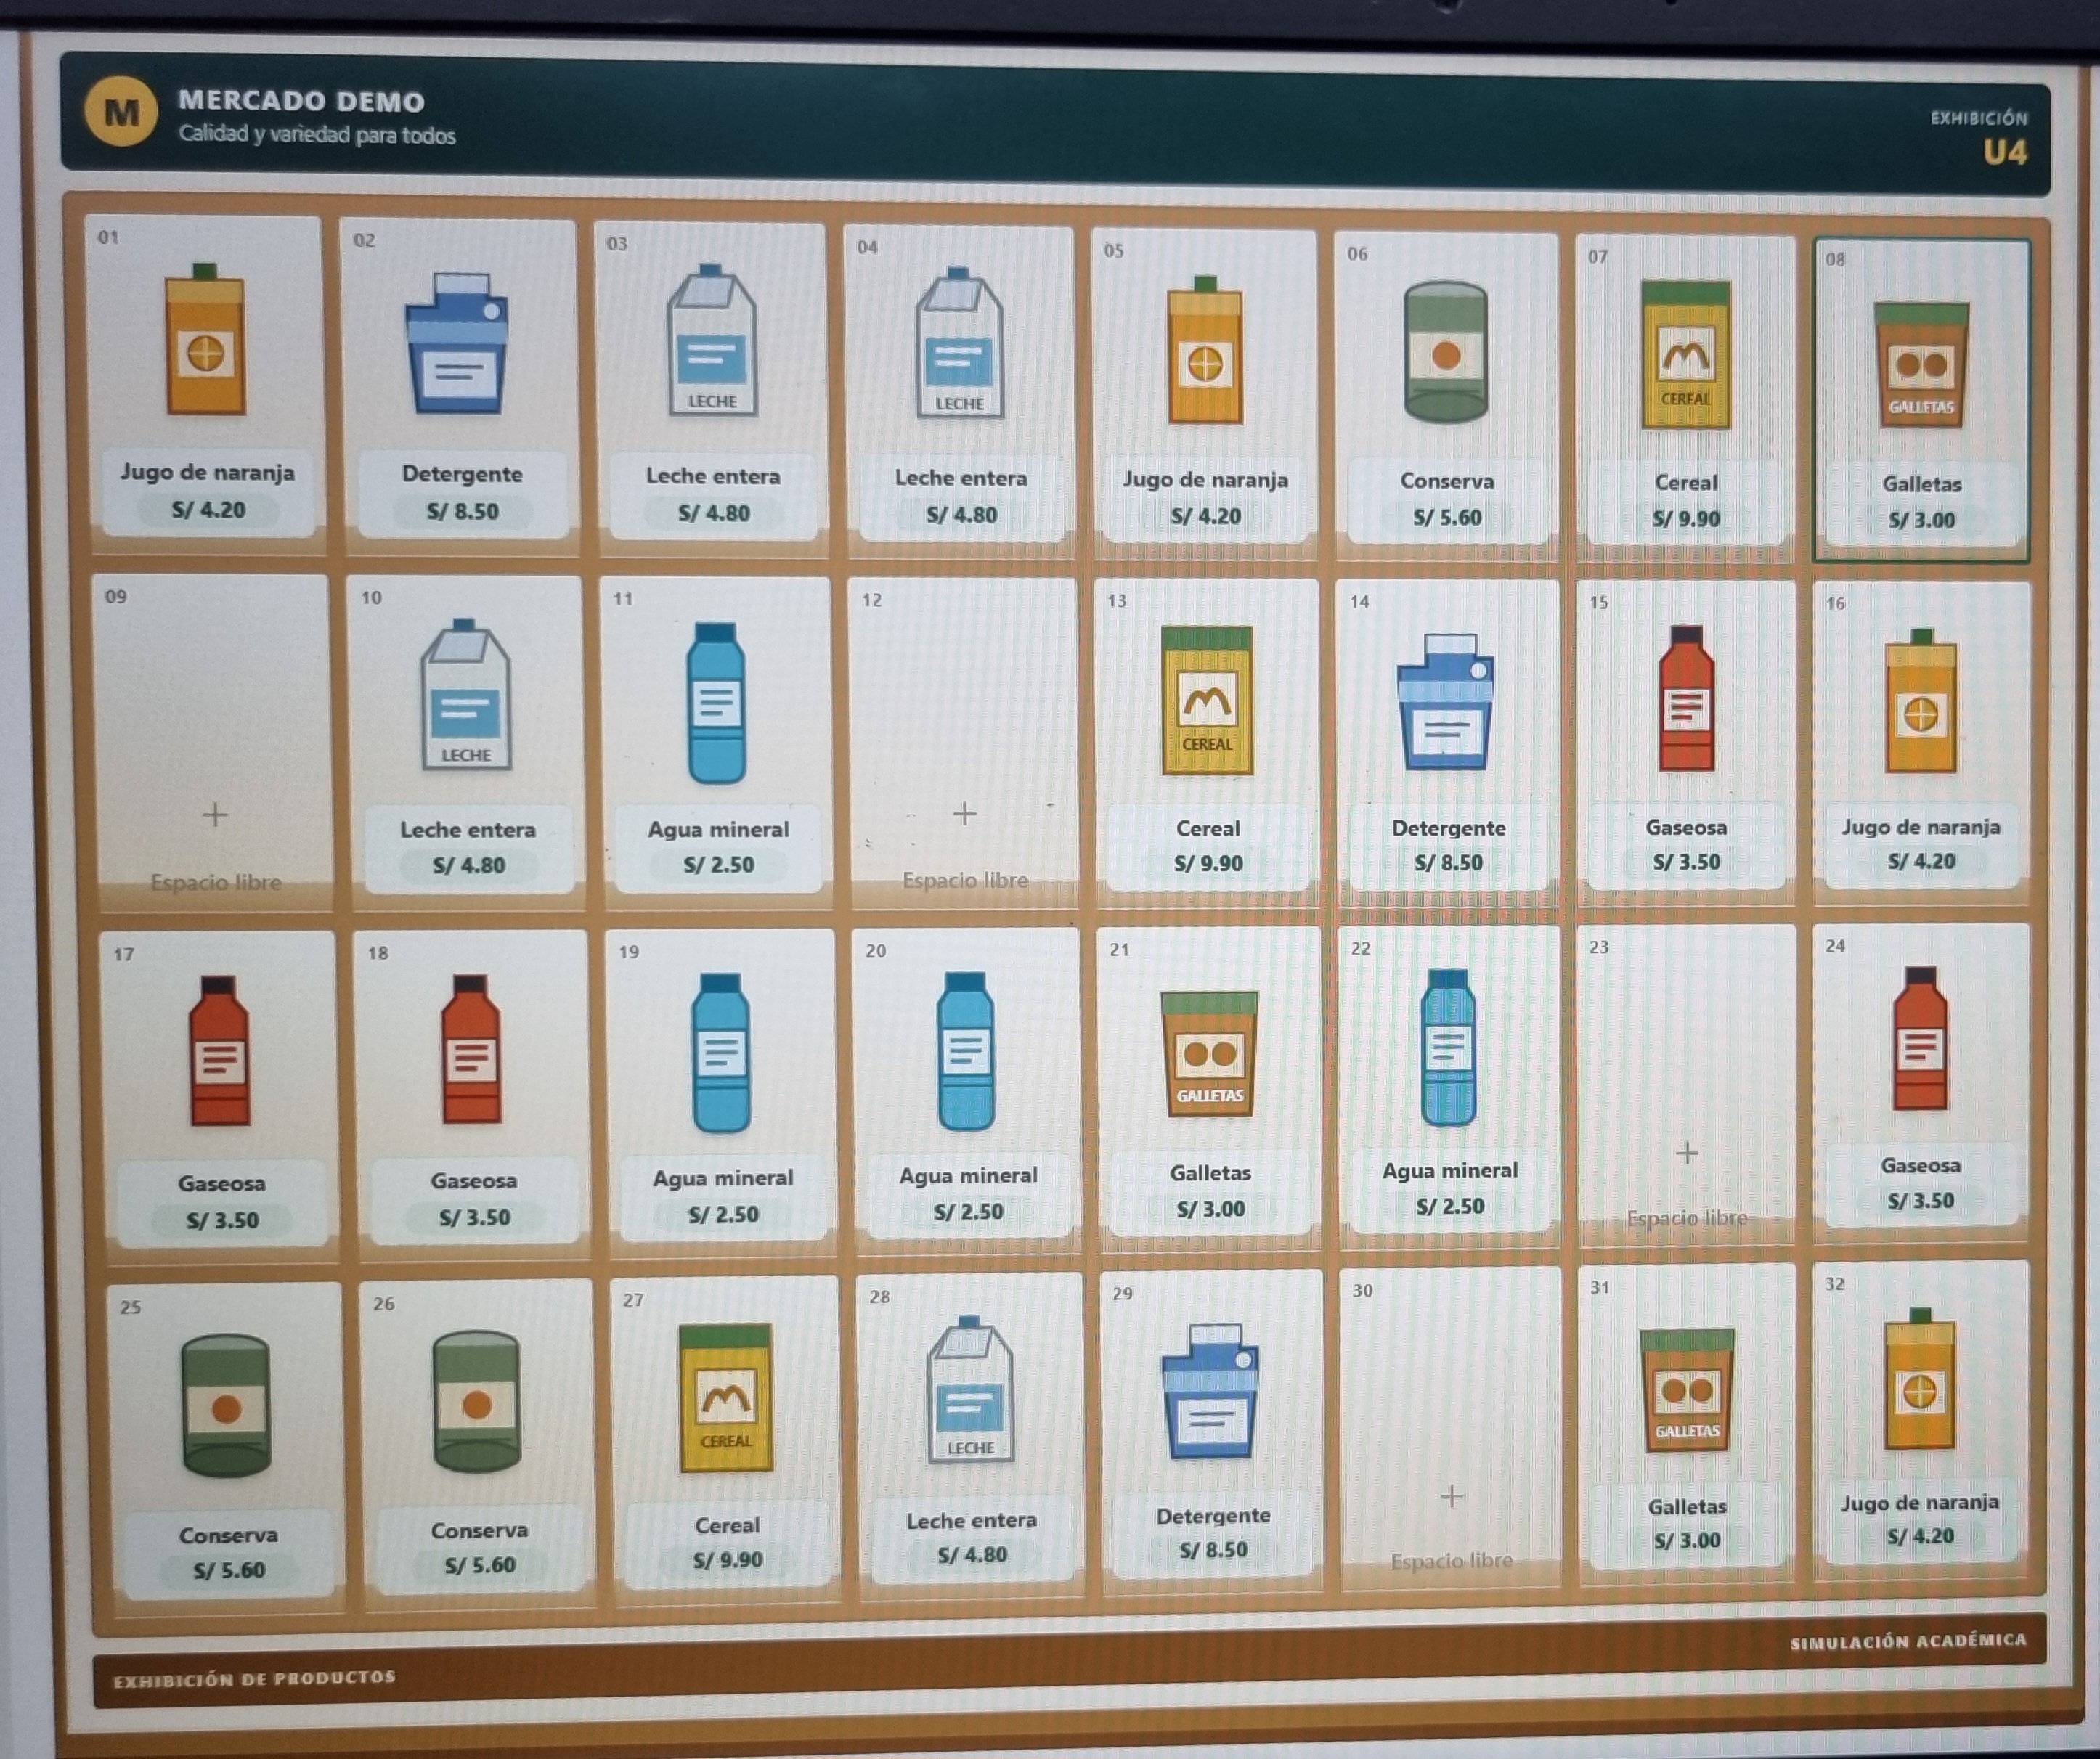 M
MERCADO DEMO
Calidad y variedad para todos
EXHIBICIÓN
U4
01
Jugo de naranja
S/ 4.20
02
Detergente
S/ 8.50
03
LECHE
Leche entera
S/ 4.80
04
LECHE
Leche entera
S/ 4.80
05
Jugo de naranja
S/ 4.20
06
Conserva
S/ 5.60
07
CEREAL
Cereal
S/ 9.90
08
GALLETAS
Galletas
S/ 3.00
09
+
Espacio libre
10
LECHE
Leche entera
S/ 4.80
11
Agua mineral
S/ 2.50
12
+
Espacio libre
13
CEREAL
Cereal
S/ 9.90
14
Detergente
S/ 8.50
15
Gaseosa
S/ 3.50
16
Jugo de naranja
S/ 4.20
17
Gaseosa
S/ 3.50
18
Gaseosa
S/ 3.50
19
Agua mineral
S/ 2.50
20
Agua mineral
S/ 2.50
21
GALLETAS
Galletas
S/ 3.00
22
Agua mineral
S/ 2.50
23
+
Espacio libre
24
Gaseosa
S/ 3.50
25
Conserva
S/ 5.60
26
Conserva
S/ 5.60
27
CEREAL
Cereal
S/ 9.90
28
LECHE
Leche entera
S/ 4.80
29
Detergente
S/ 8.50
30
+
Espacio libre
31
GALLETAS
Galletas
S/ 3.00
32
Jugo de naranja
S/ 4.20
EXHIBICIÓN DE PRODUCTOS
SIMULACIÓN ACADÉMICA